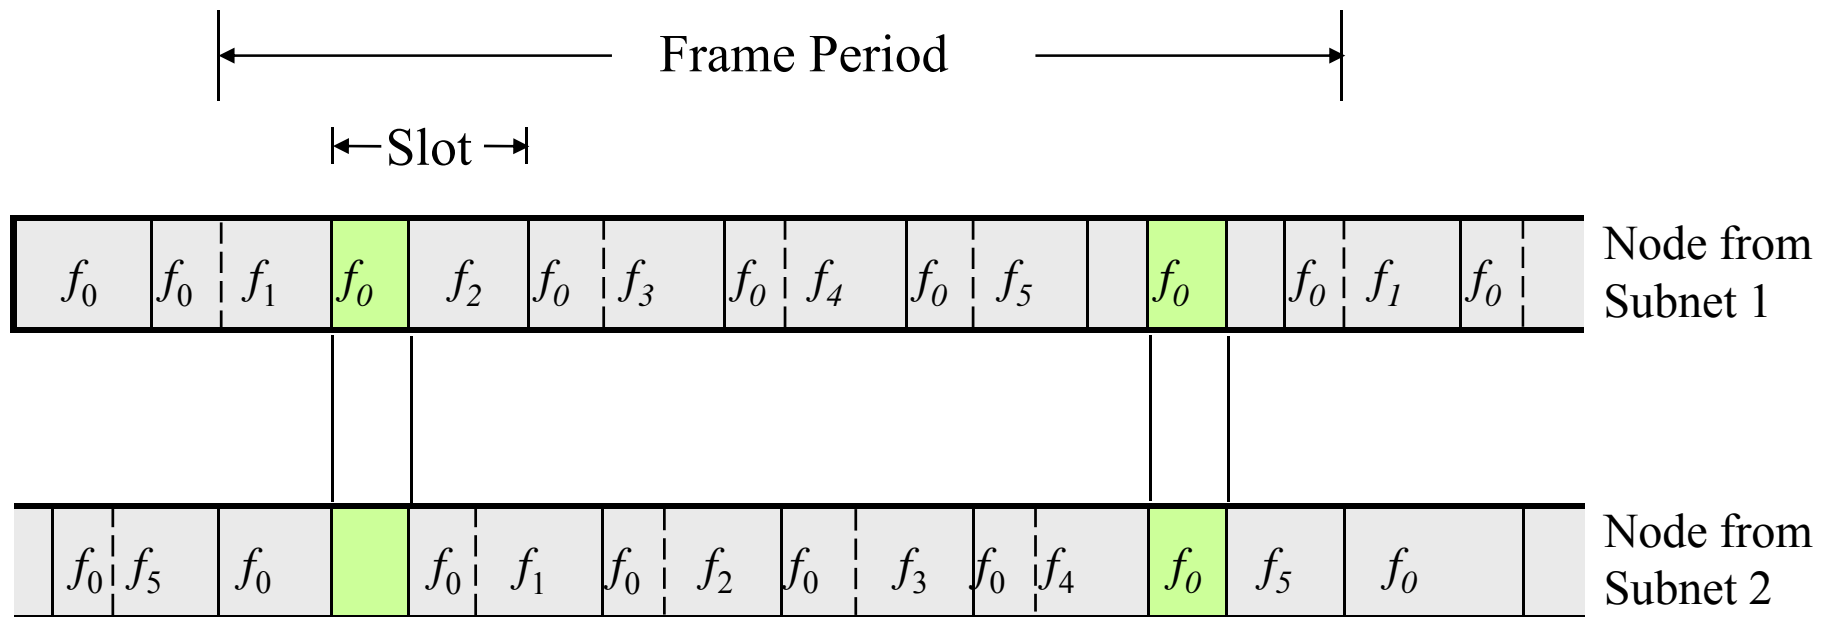 Frame Period
Slot
f₀ f₀ f₁ f₀ f₂ f₀ f₃ f₀ f₄ f₀ f₅ f₀ f₀ f₁ f₀
Node from
Subnet 1
f₀ f₅ f₀ f₀ f₁ f₀ f₂ f₀ f₃ f₀ f₄ f₀ f₅ f₀
Node from
Subnet 2